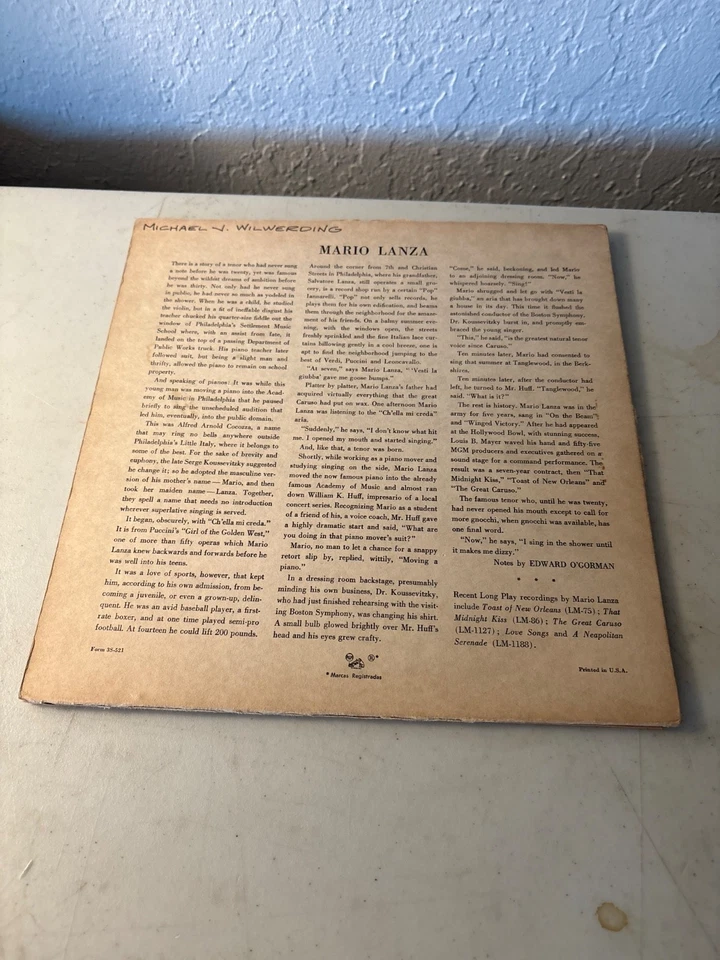 MICHAEL J. WILWERDING
MARIO LANZA
There is a story of a tenor who had never sung
a note before he was twenty, yet was famous
beyond the wildest dreams of ambition before
he was thirty. Not only had he never sung
in public, he had never so much as yodeled in
the shower. When he was a child, he studied
the violin, but in a fit of ineffable disgust his
teacher chucked his quarter-size fiddle out the
window of Philadelphia's Settlement Music
School where, with an assist from fate, it
landed on the top of a passing Department of
Public Works truck. His piano teacher later
followed suit, but being a slight man and
thrifty, allowed the piano to remain on school
property.
And speaking of pianos: It was while this
young man was moving a piano into the Acad-
emy of Music in Philadelphia that he paused
briefly to sing the unscheduled audition that
led him, eventually, into the public domain.
This was Alfred Arnold Cocozza, a name
that may ring no bells anywhere outside
Philadelphia's Little Italy, where it belongs to
some of the best. For the sake of brevity and
euphony, the late Serge Koussevitzky suggested
he change it; so he adopted the masculine ver-
sion of his mother's name — Mario, and then
took her maiden name — Lanza. Together,
they spell a name that needs no introduction
wherever superlative singing is served.
It began, obscurely, with "Ch'ella mi creda."
It is from Puccini's "Girl of the Golden West,"
one of more than fifty operas which Mario
Lanza knew backwards and forwards before he
was well into his teens.
It was a love of sports, however, that kept
him, according to his own admission, from be-
coming a juvenile, or even a grown-up, delin-
quent. He was an avid baseball player, a first-
rate boxer, and at one time played semi-pro
football. At fourteen he could lift 200 pounds.
Around the corner from 7th and Christian
Streets in Philadelphia, where his grandfather,
Salvatore Lanza, still operates a small gro-
cery, is a record shop run by a certain "Pop"
Iannarelli. "Pop" not only sells records, he
plays them for his own edification, and beams
them through the neighborhood for the amuse-
ment of his friends. On a balmy summer eve-
ning, with the windows open, the streets
freshly sprinkled and the fine Italian lace cur-
tains billowing gently in a cool breeze, one is
apt to find the neighborhood jumping to the
best of Verdi, Puccini and Leoncavallo.
"At seven," says Mario Lanza, "'Vesti la
giubba' gave me goose bumps."
Platter by platter, Mario Lanza's father had
acquired virtually everything that the great
Caruso had put on wax. One afternoon Mario
Lanza was listening to the "Ch'ella mi creda"
aria.
"Suddenly," he says, "I don't know what hit
me. I opened my mouth and started singing."
And, like that, a tenor was born.
Shortly, while working as a piano mover and
studying singing on the side, Mario Lanza
moved the now famous piano into the already
famous Academy of Music and almost ran
down William K. Huff, impresario of a local
concert series. Recognizing Mario as a student
of a friend of his, a voice coach, Mr. Huff gave
a highly dramatic start and said, "What are
you doing in that piano mover's suit?"
Mario, no man to let a chance for a snappy
retort slip by, replied, wittily, "Moving a
piano."
In a dressing room backstage, presumably
minding his own business, Dr. Koussevitzky,
who had just finished rehearsing with the visit-
ing Boston Symphony, was changing his shirt.
A small bulb glowed brightly over Mr. Huff's
head and his eyes grew crafty.
"Come," he said, beckoning, and led Mario
to an adjoining dressing room. "Now," he
whispered hoarsely. "Sing!"
Mario shrugged and let go with "Vesti la
giubba," an aria that has brought down many
a house in its day. This time it flushed the
astonished conductor of the Boston Symphony.
Dr. Koussevitzky burst in, and promptly em-
braced the young singer.
"This," he said, "is the greatest natural tenor
voice since Caruso."
Ten minutes later, Mario had consented to
sing that summer at Tanglewood, in the Berk-
shires.
Ten minutes later, after the conductor had
left, he turned to Mr. Huff. "Tanglewood," he
said. "What is it?"
The rest is history. Mario Lanza was in the
army for five years, sang in "On the Beam"
and "Winged Victory." After he had appeared
at the Hollywood Bowl, with stunning success,
Louis B. Mayer waved his hand and fifty-five
MGM producers and executives gathered on a
sound stage for a command performance. The
result was a seven-year contract, then "That
Midnight Kiss," "Toast of New Orleans" and
"The Great Caruso."
The famous tenor who, until he was twenty,
had never opened his mouth except to call for
more gnocchi, when gnocchi was available, has
one final word.
"Now," he says, "I sing in the shower until
it makes me dizzy."
Notes by EDWARD O'GORMAN
* * *
Recent Long Play recordings by Mario Lanza
include Toast of New Orleans (LM-75); That
Midnight Kiss (LM-86); The Great Caruso
(LM-1127); Love Songs and A Neapolitan
Serenade (LM-1188).
Form 3S-521
®*
* Marcas Registradas
Printed in U.S.A.